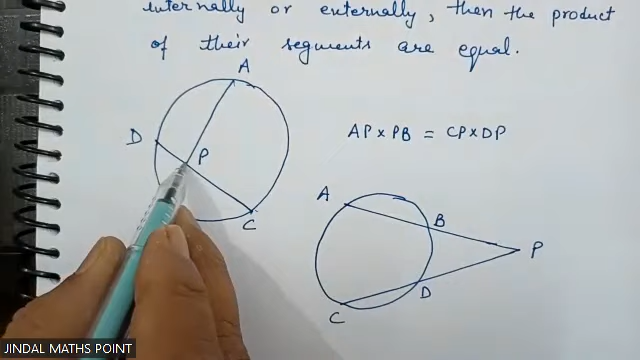 internally or externally, then the product
of their segments are equal.
A
D
P
C
AP × PB = CP × DP
A
B
P
D
C
JINDAL MATHS POINT